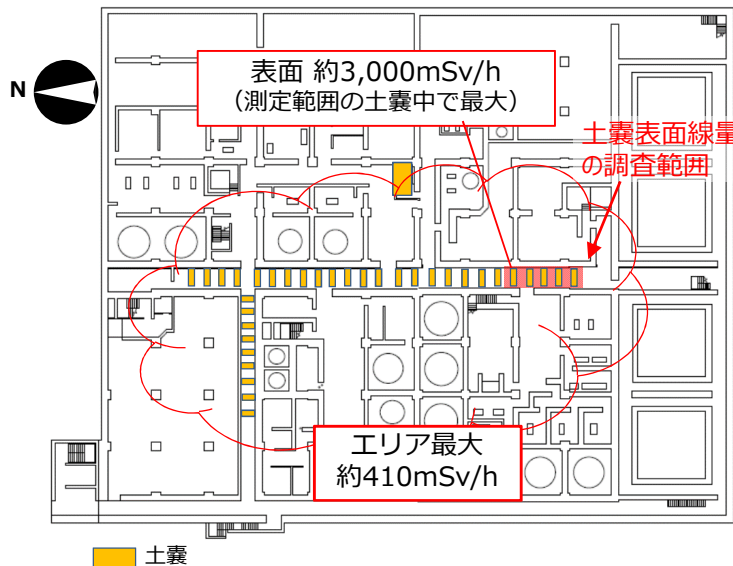 表面 約3,000mSv/h
（測定範囲の土嚢中で最大）
N
土嚢表面線量
の調査範囲
エリア最大
約410mSv/h
土嚢